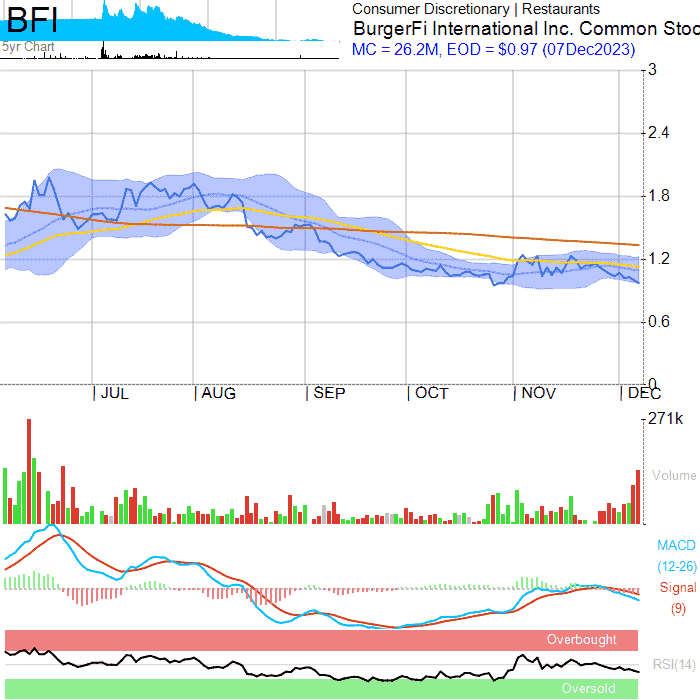 BFI
5yr Chart
Consumer Discretionary | Restaurants
BurgerFi International Inc. Common Stoc
MC = 26.2M, EOD = $0.97 (07Dec2023)
3
2.4
1.8
1.2
0.6
0
JUL AUG SEP OCT NOV DEC
271k
Volume
MACD
(12-26)
Signal
(9)
Overbought
RSI(14)
Oversold